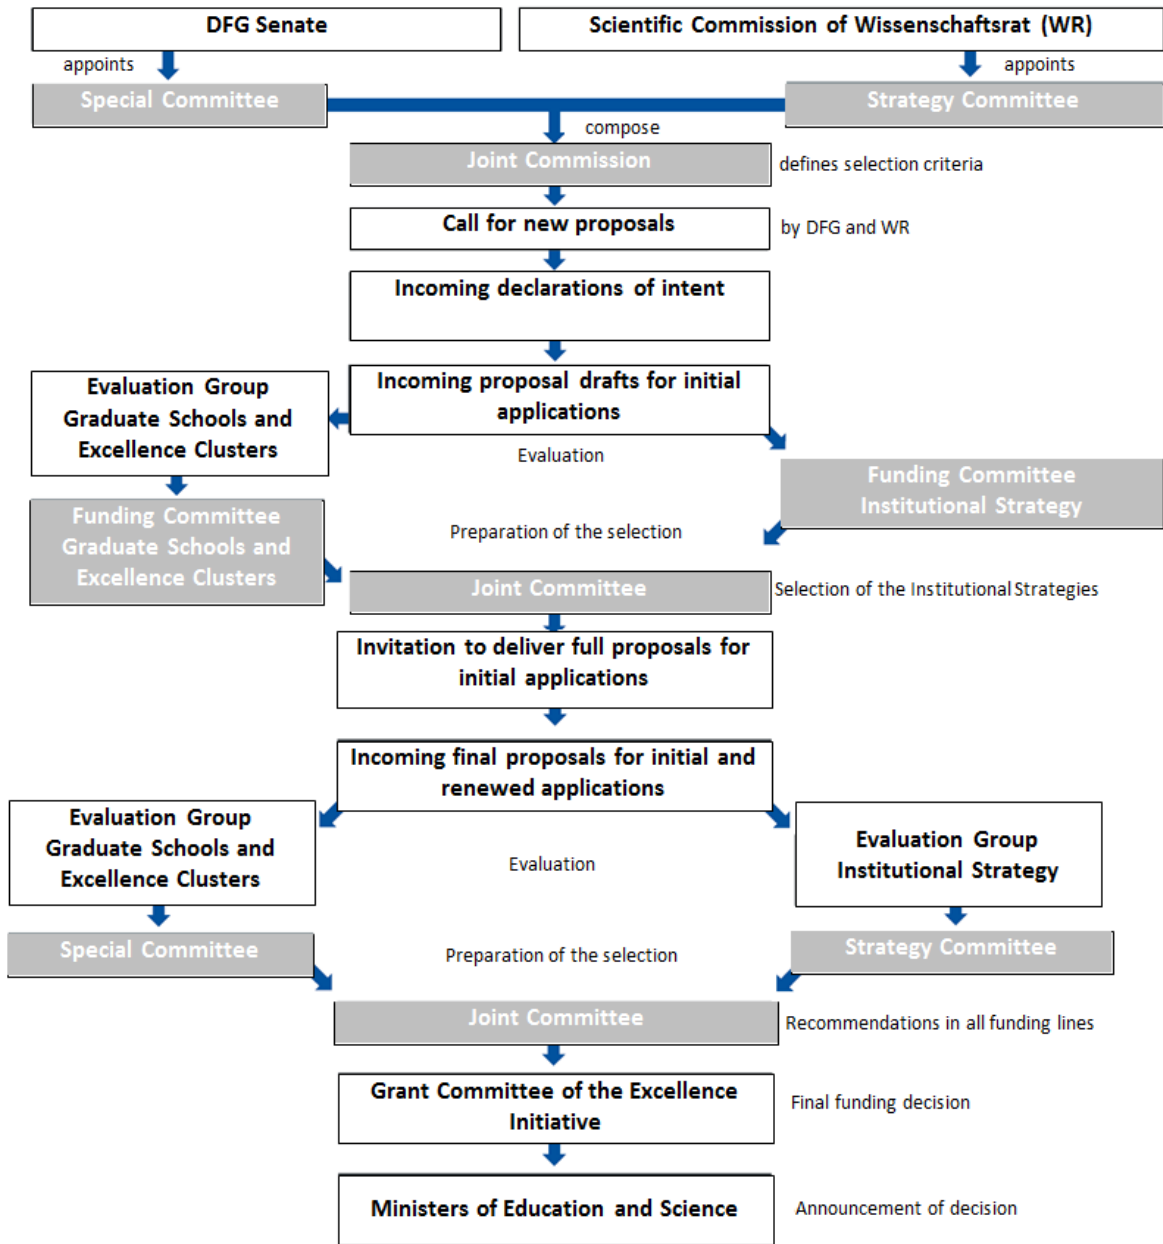 DFG Senate
Scientific Commission of Wissenschaftsrat (WR)
appoints
appoints
Special Committee
Strategy Committee
compose
Joint Commission
defines selection criteria
Call for new proposals
by DFG and WR
Incoming declarations of intent
Incoming proposal drafts for initial
applications
Evaluation Group
Graduate Schools and
Excellence Clusters
Evaluation
Funding Committee
Institutional Strategy
Funding Committee
Graduate Schools and
Excellence Clusters
Preparation of the selection
Joint Committee
Selection of the Institutional Strategies
Invitation to deliver full proposals for
initial applications
Incoming final proposals for initial and
renewed applications
Evaluation Group
Graduate Schools and
Excellence Clusters
Evaluation
Evaluation Group
Institutional Strategy
Special Committee
Preparation of the selection
Strategy Committee
Joint Committee
Recommendations in all funding lines
Grant Committee of the Excellence
Initiative
Final funding decision
Ministers of Education and Science
Announcement of decision